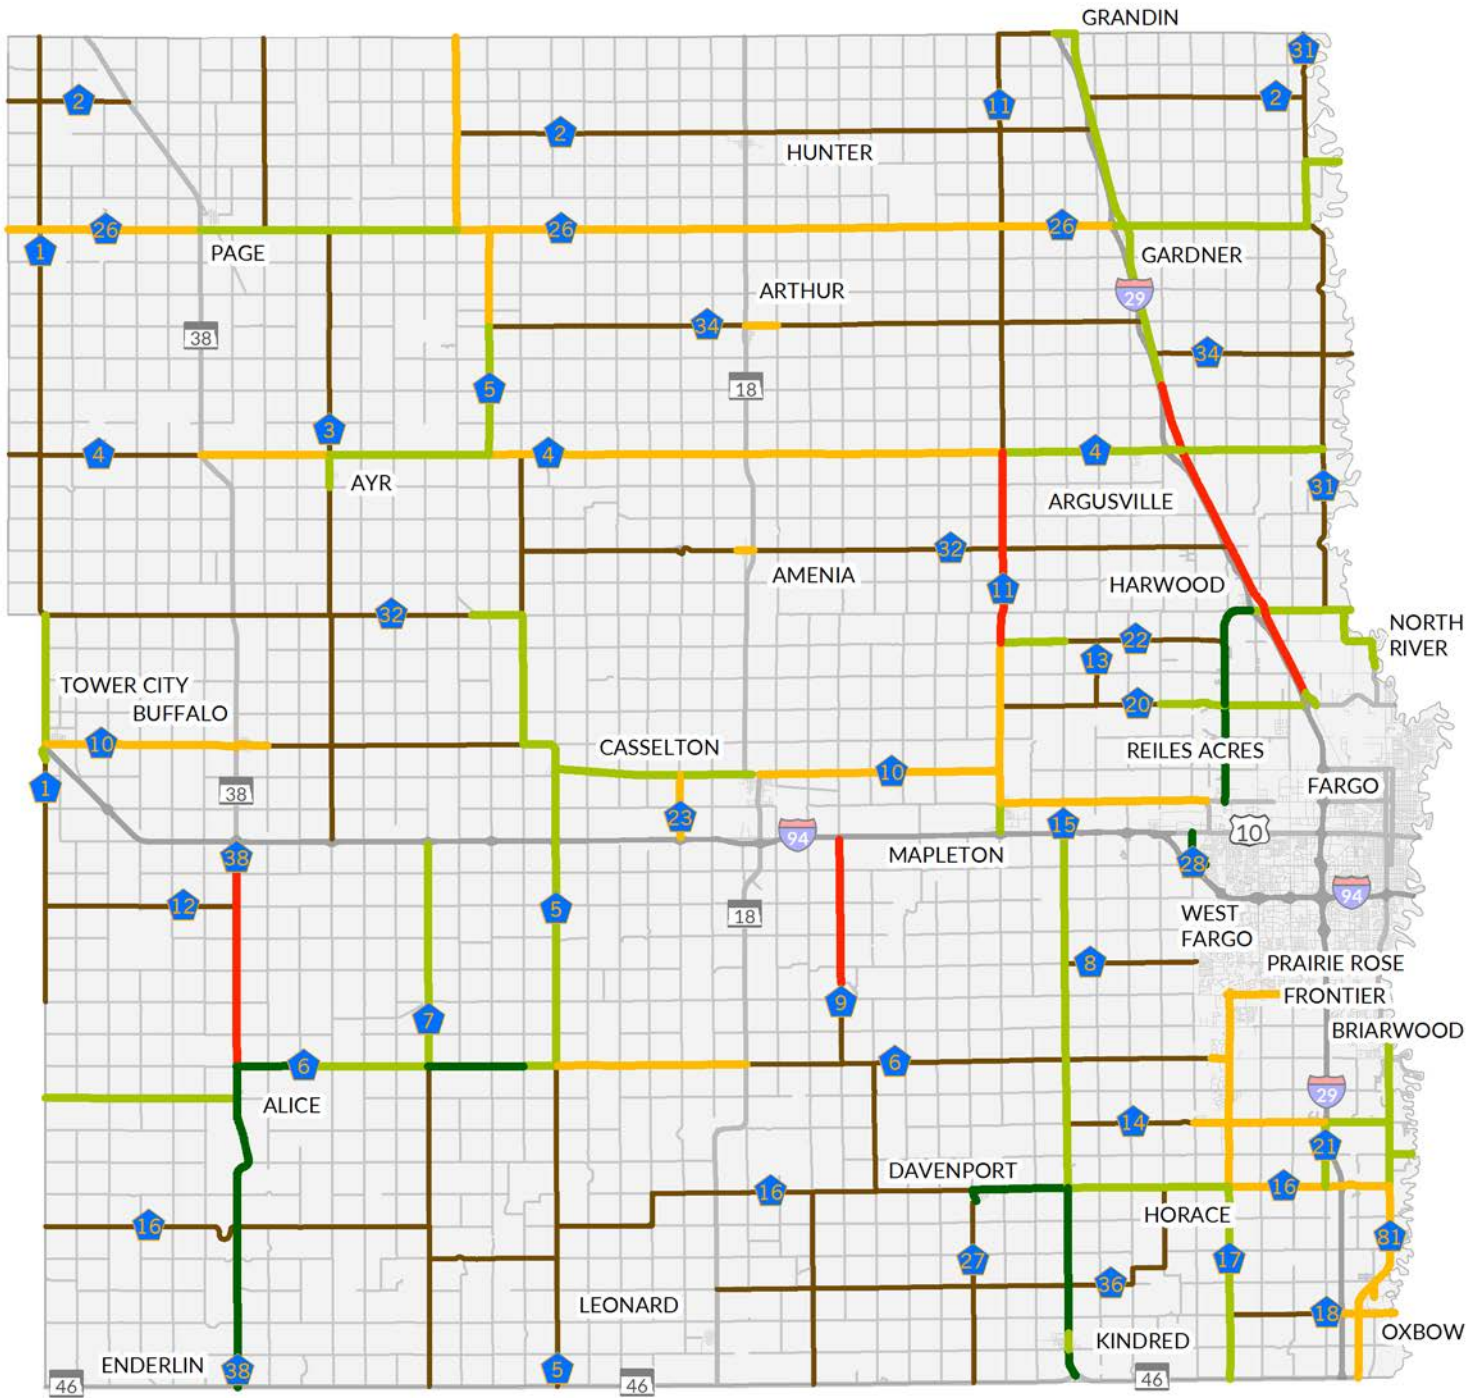 GRANDIN
31
2
2
11
2
HUNTER
26
26
26
1
PAGE
GARDNER
ARTHUR
29
34
38
34
5
18
3
4
4
4
AYR
31
ARGUSVILLE
32
AMENIA
HARWOOD
11
32
NORTH
RIVER
22
13
TOWER CITY
20
BUFFALO
10
CASSELTON
REILES ACRES
10
1
38
FARGO
23
15
94
10
MAPLETON
38
28
94
12
5
18
WEST
FARGO
8
PRAIRIE ROSE
FRONTIER
9
7
BRIARWOOD
6
6
29
ALICE
14
21
DAVENPORT
16
16
HORACE
16
81
27
17
36
LEONARD
18
OXBOW
KINDRED
ENDERLIN
38
5
46
46
46